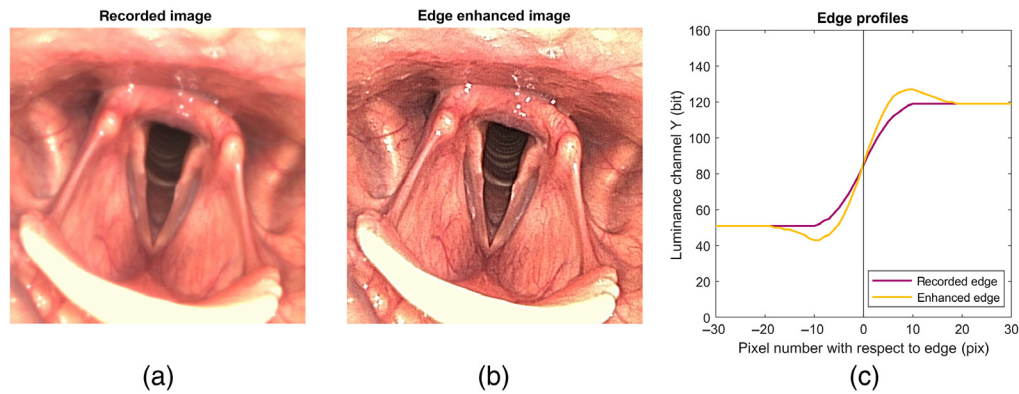 Recorded image
Edge enhanced image
Edge profiles
160
140
120
100
80
60
40
20
0
Luminance channel Y (bit)
Recorded edge
Enhanced edge
–30 –20 –10 0 10 20 30
Pixel number with respect to edge (pix)
(a) (b) (c)